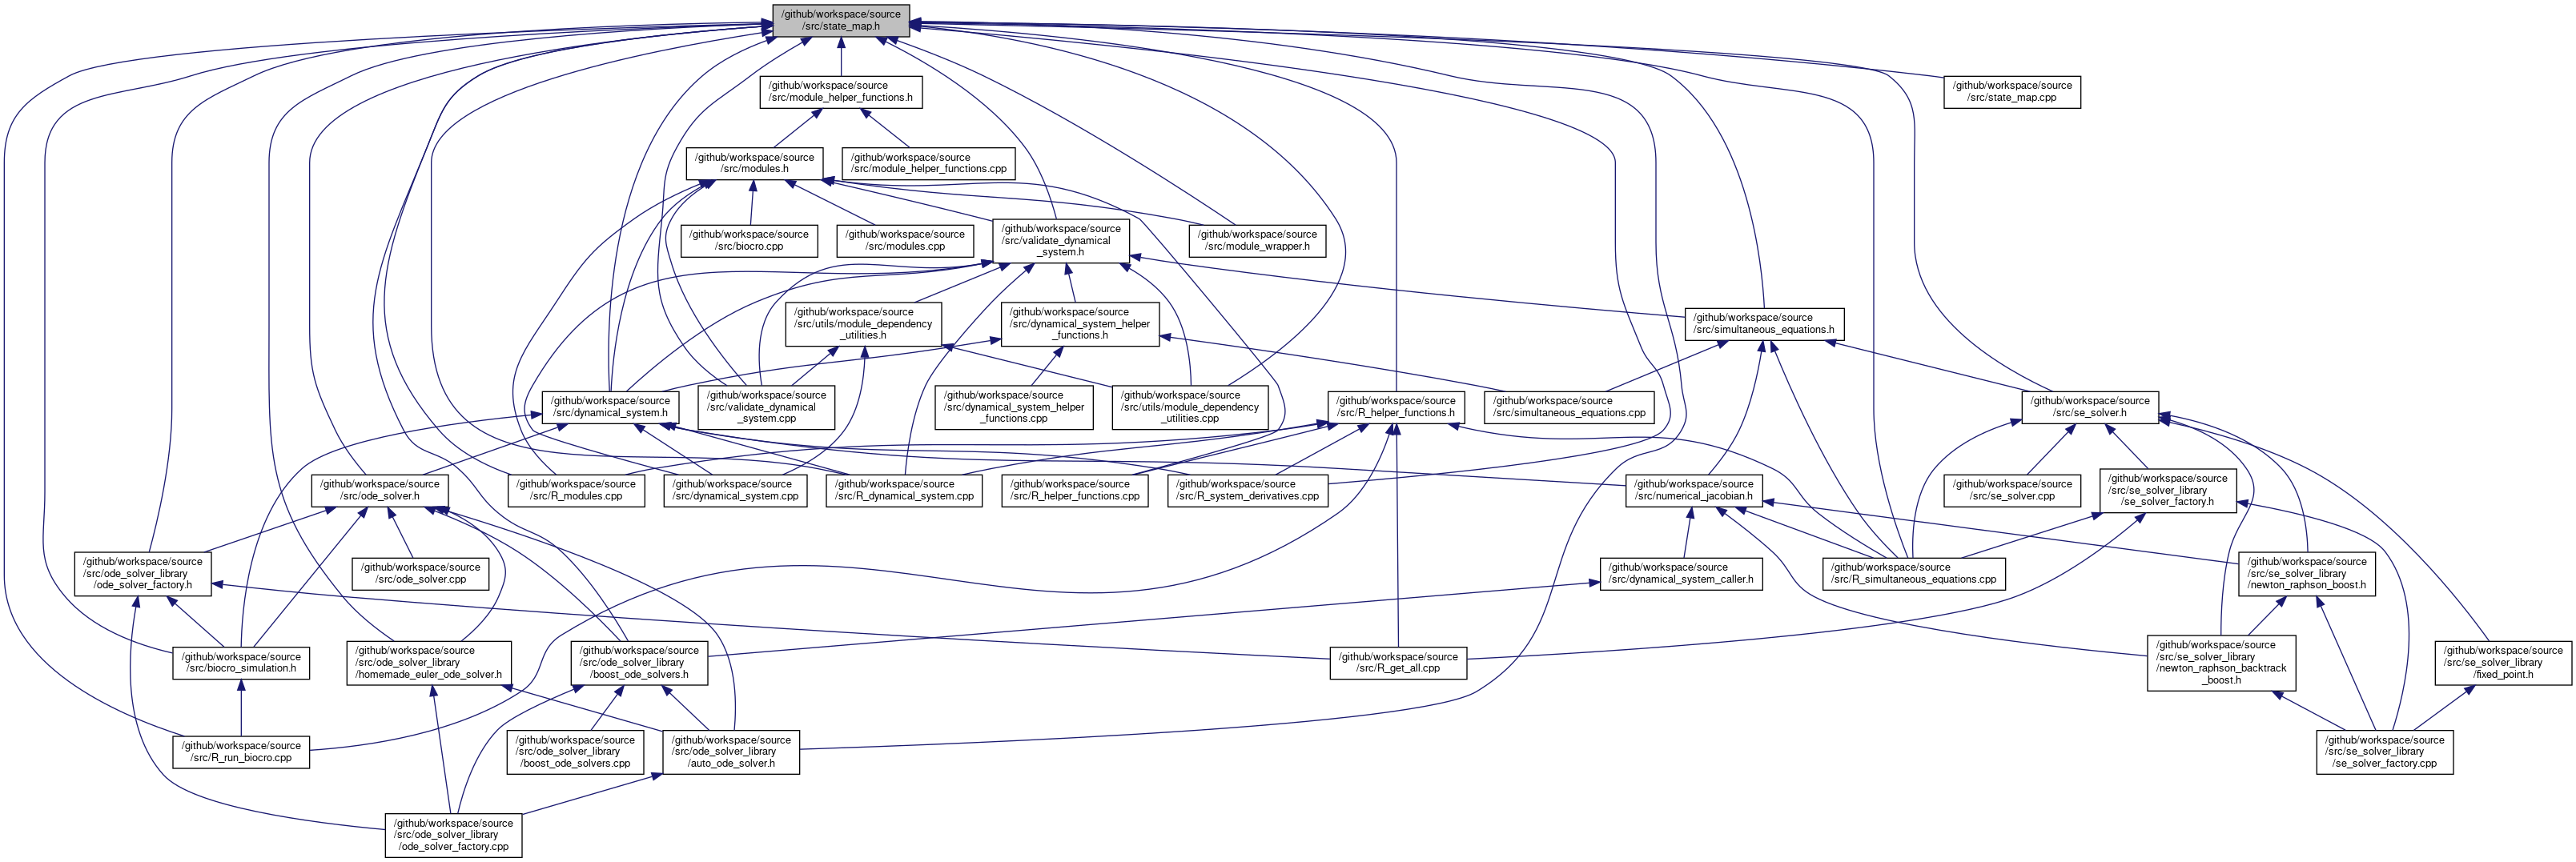 /github/workspace/source
/src/state_map.h
/github/workspace/source
/src/module_helper_functions.h
/github/workspace/source
/src/state_map.cpp
/github/workspace/source
/src/modules.h
/github/workspace/source
/src/module_helper_functions.cpp
/github/workspace/source
/src/biocro.cpp
/github/workspace/source
/src/modules.cpp
/github/workspace/source
/src/validate_dynamical
_system.h
/github/workspace/source
/src/module_wrapper.h
/github/workspace/source
/src/utils/module_dependency
_utilities.h
/github/workspace/source
/src/dynamical_system_helper
_functions.h
/github/workspace/source
/src/simultaneous_equations.h
/github/workspace/source
/src/dynamical_system.h
/github/workspace/source
/src/validate_dynamical
_system.cpp
/github/workspace/source
/src/dynamical_system_helper
_functions.cpp
/github/workspace/source
/src/utils/module_dependency
_utilities.cpp
/github/workspace/source
/src/R_helper_functions.h
/github/workspace/source
/src/simultaneous_equations.cpp
/github/workspace/source
/src/se_solver.h
/github/workspace/source
/src/ode_solver.h
/github/workspace/source
/src/R_modules.cpp
/github/workspace/source
/src/dynamical_system.cpp
/github/workspace/source
/src/R_dynamical_system.cpp
/github/workspace/source
/src/R_helper_functions.cpp
/github/workspace/source
/src/R_system_derivatives.cpp
/github/workspace/source
/src/numerical_jacobian.h
/github/workspace/source
/src/se_solver.cpp
/github/workspace/source
/src/se_solver_library
/se_solver_factory.h
/github/workspace/source
/src/ode_solver_library
/ode_solver_factory.h
/github/workspace/source
/src/ode_solver.cpp
/github/workspace/source
/src/dynamical_system_caller.h
/github/workspace/source
/src/R_simultaneous_equations.cpp
/github/workspace/source
/src/se_solver_library
/newton_raphson_boost.h
/github/workspace/source
/src/biocro_simulation.h
/github/workspace/source
/src/ode_solver_library
/homemade_euler_ode_solver.h
/github/workspace/source
/src/ode_solver_library
/boost_ode_solvers.h
/github/workspace/source
/src/R_get_all.cpp
/github/workspace/source
/src/se_solver_library
/newton_raphson_backtrack
_boost.h
/github/workspace/source
/src/se_solver_library
/fixed_point.h
/github/workspace/source
/src/R_run_biocro.cpp
/github/workspace/source
/src/ode_solver_library
/boost_ode_solvers.cpp
/github/workspace/source
/src/ode_solver_library
/auto_ode_solver.h
/github/workspace/source
/src/se_solver_library
/se_solver_factory.cpp
/github/workspace/source
/src/ode_solver_library
/ode_solver_factory.cpp